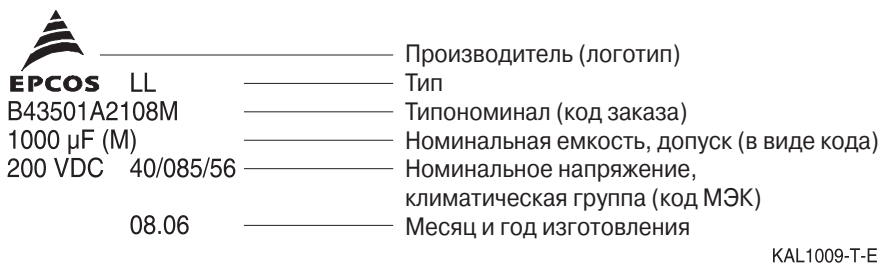 Производитель (логотип)
EPCOS LL Тип
B43501A2108M Типономинал (код заказа)
1000 µF (M) Номинальная емкость, допуск (в виде кода)
200 VDC 40/085/56 Номинальное напряжение,
климатическая группа (код МЭК)
08.06 Месяц и год изготовления
KAL1009-T-E